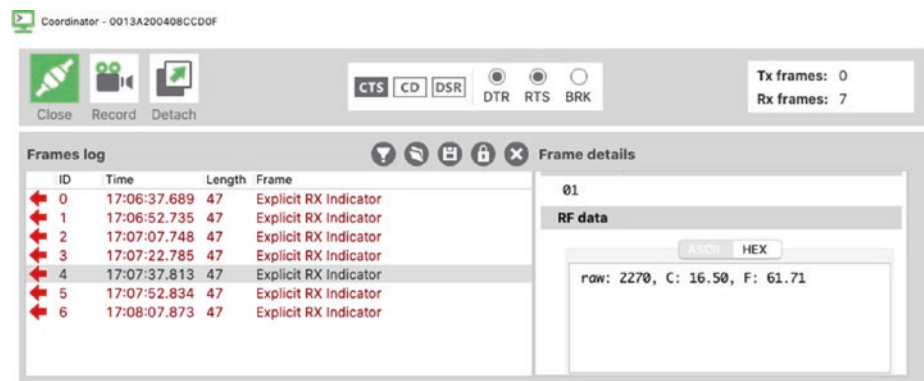 Coordinator - 0013A200408CCD0F
Close Record Detach
CTS CD DSR DTR RTS BRK
Tx frames: 0
Rx frames: 7
Frames log
ID Time Length Frame
0 17:06:37.689 47 Explicit RX Indicator
1 17:06:52.735 47 Explicit RX Indicator
2 17:07:07.748 47 Explicit RX Indicator
3 17:07:22.785 47 Explicit RX Indicator
4 17:07:37.813 47 Explicit RX Indicator
5 17:07:52.834 47 Explicit RX Indicator
6 17:08:07.873 47 Explicit RX Indicator
Frame details
01
RF data
ASCII HEX
raw: 2270, C: 16.50, F: 61.71